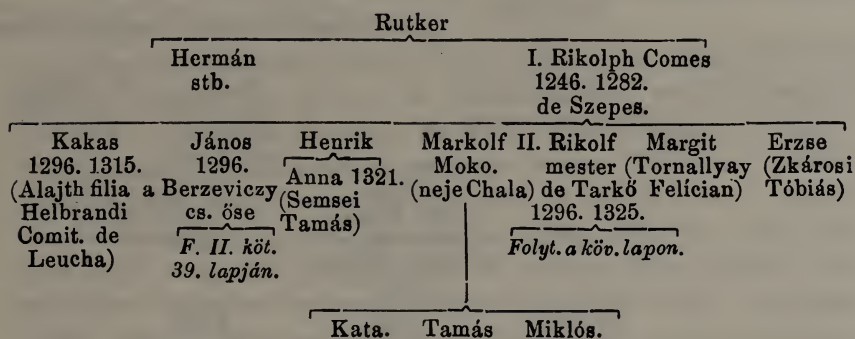 Rutker
Hermán I. Rikolph Comes
stb. 1246. 1282.
de Szepes.
Kakas János Henrik Markolf II. Rikolf Margit Erzse
1296. 1315. 1296. Anna 1321. Moko. mester (Tornallyay (Zkárosi
(Alajth filia a Berzeviczy (Semsei (neje Chala) de Tarkő Felícian) Tóbiás)
Helbrandi cs. őse Tamás) 1296. 1325.
Comit. de F. II. köt. Folyt. a köv. lapon.
Leucha) 39. lapján.
Kata. Tamás Miklós.